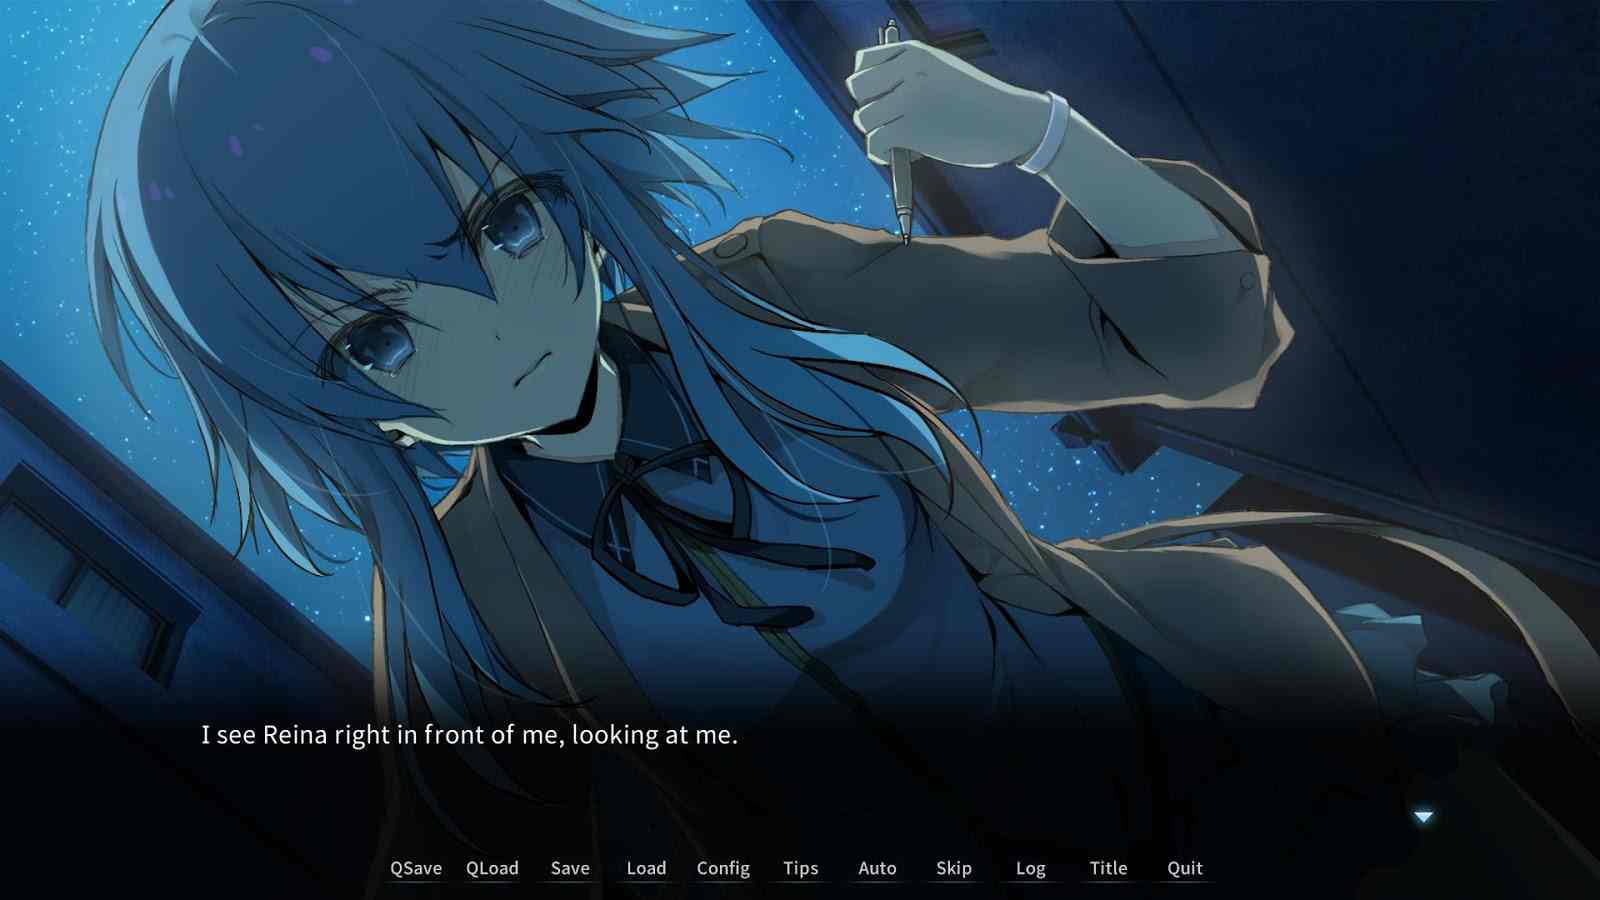 I see Reina right in front of me, looking at me.
QSave QLoad Save Load Config Tips Auto Skip Log Title Quit